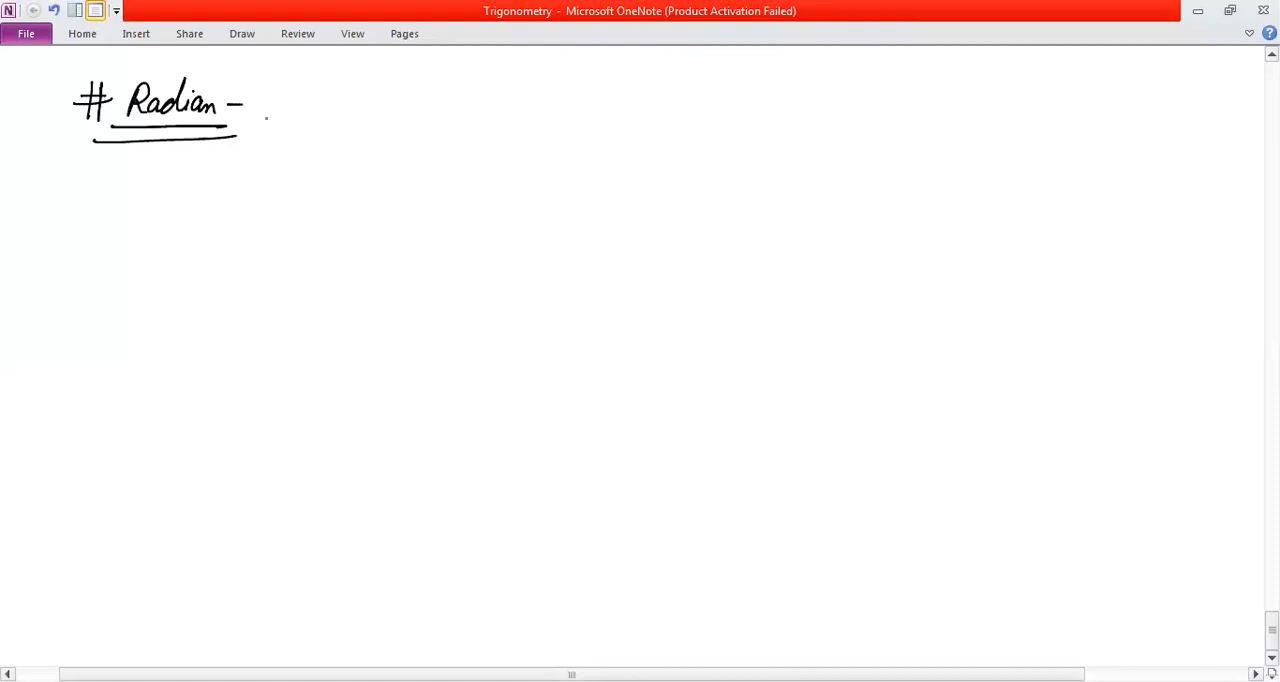 Trigonometry - Microsoft OneNote (Product Activation Failed)
File Home Insert Share Draw Review View Pages
# Radian -